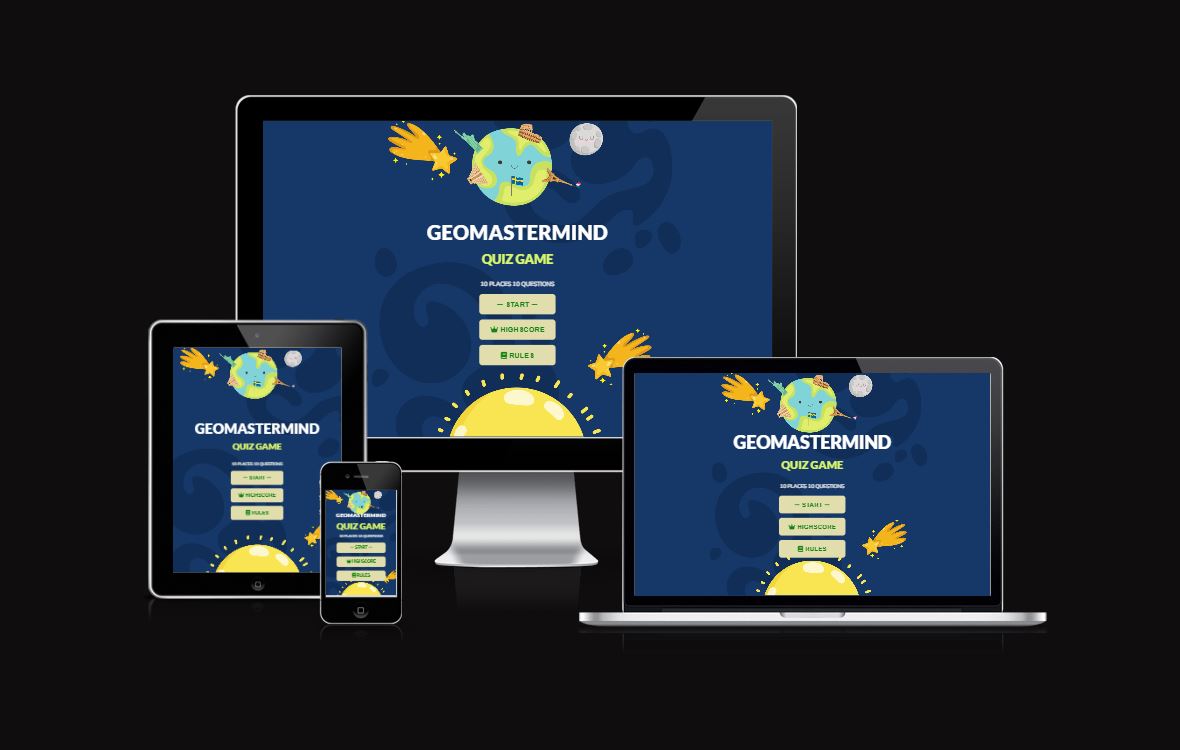 GEOMASTERMIND
QUIZ GAME
10 PLACES 10 QUESTIONS
— START —
HIGHSCORE
RULES
GEOMASTERMIND
QUIZ GAME
10 PLACES 10 QUESTIONS
— START —
HIGHSCORE
RULES
GEOMASTERMIND
QUIZ GAME
10 PLACES 10 QUESTIONS
— START —
HIGHSCORE
RULES
GEOMASTERMIND
QUIZ GAME
10 PLACES 10 QUESTIONS
— START —
HIGHSCORE
RULES